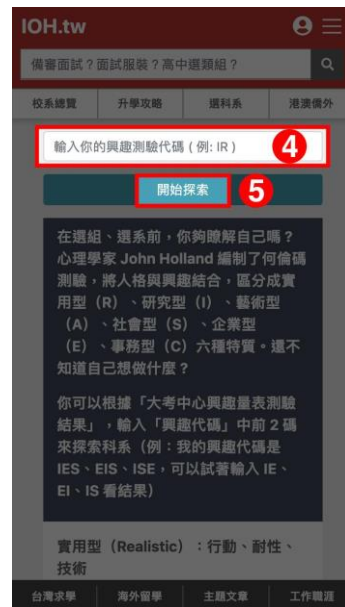 IOH.tw
備審面試？面試服裝？高中選類組？
校系總覽 升學攻略 選科系 港澳僑外
輸入你的興趣測驗代碼 ( 例: IR ) 4
開始探索 5
在選組、選系前，你夠瞭解自己嗎？
心理學家 John Holland 編制了何倫碼
測驗，將人格與興趣結合，區分成實
用型（R）、研究型（I）、藝術型
（A）、社會型（S）、企業型
（E）、事務型（C）六種特質。還不
知道自己想做什麼？
你可以根據「大考中心興趣量表測驗
結果」，輸入「興趣代碼」中前 2 碼
來探索科系（例：我的興趣代碼是
IES、EIS、ISE，可以試著輸入 IE、
EI、IS 看結果）
實用型（Realistic）：行動、耐性、
技術
台灣求學 海外留學 主題文章 工作職涯